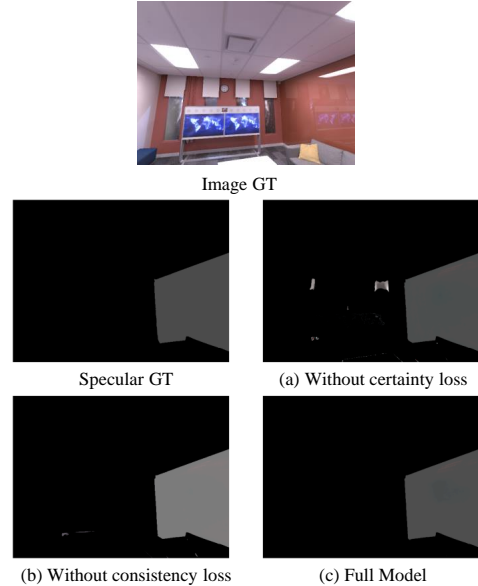 Image GT
Specular GT
(a) Without certainty loss
(b) Without consistency loss
(c) Full Model